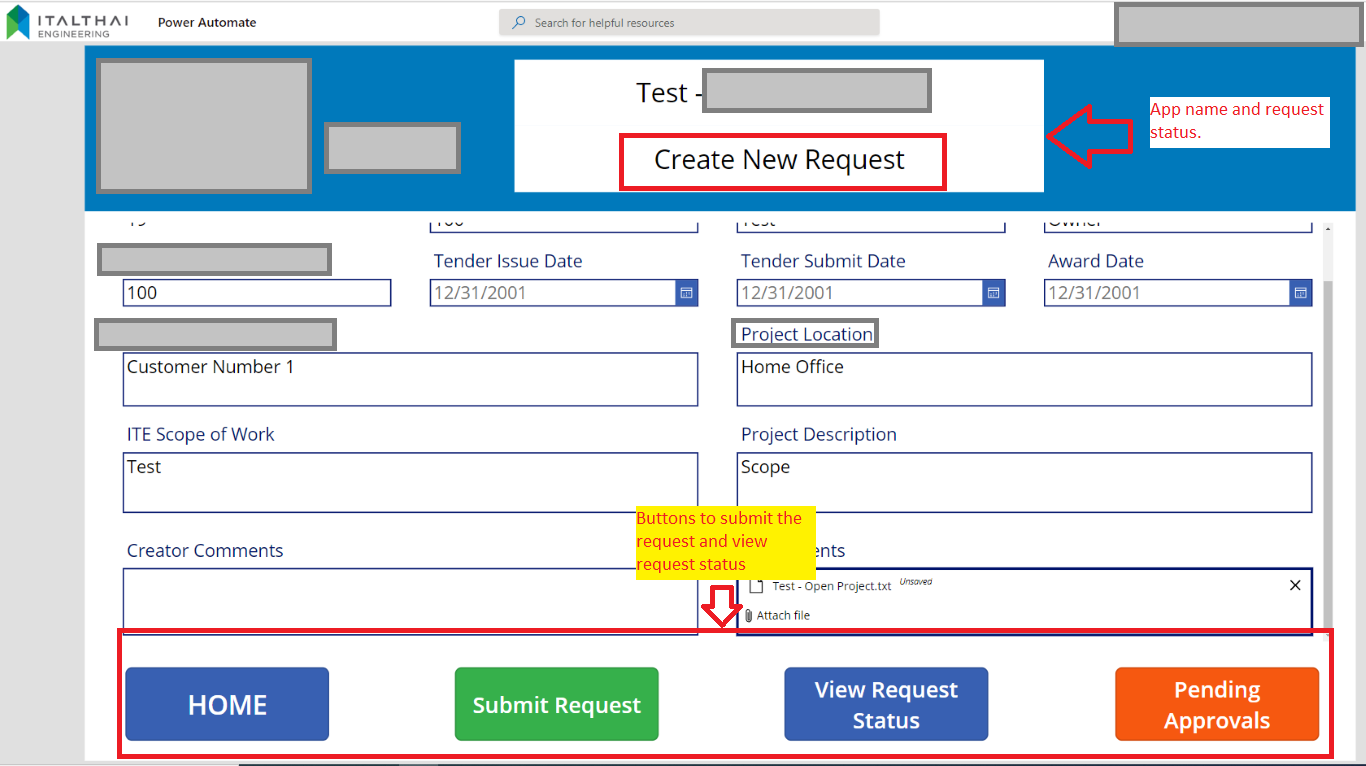 ITALTHAI
ENGINEERING
Power Automate
Search for helpful resources
Test -
Create New Request
App name and request
status.
Tender Issue Date
Tender Submit Date
Award Date
100
12/31/2001
12/31/2001
12/31/2001
Project Location
Customer Number 1
Home Office
ITE Scope of Work
Project Description
Test
Scope
Buttons to submit the
request and view
request status
Creator Comments
Test - Open Project.txt Unsaved
Attach file
HOME
Submit Request
View Request
Status
Pending
Approvals